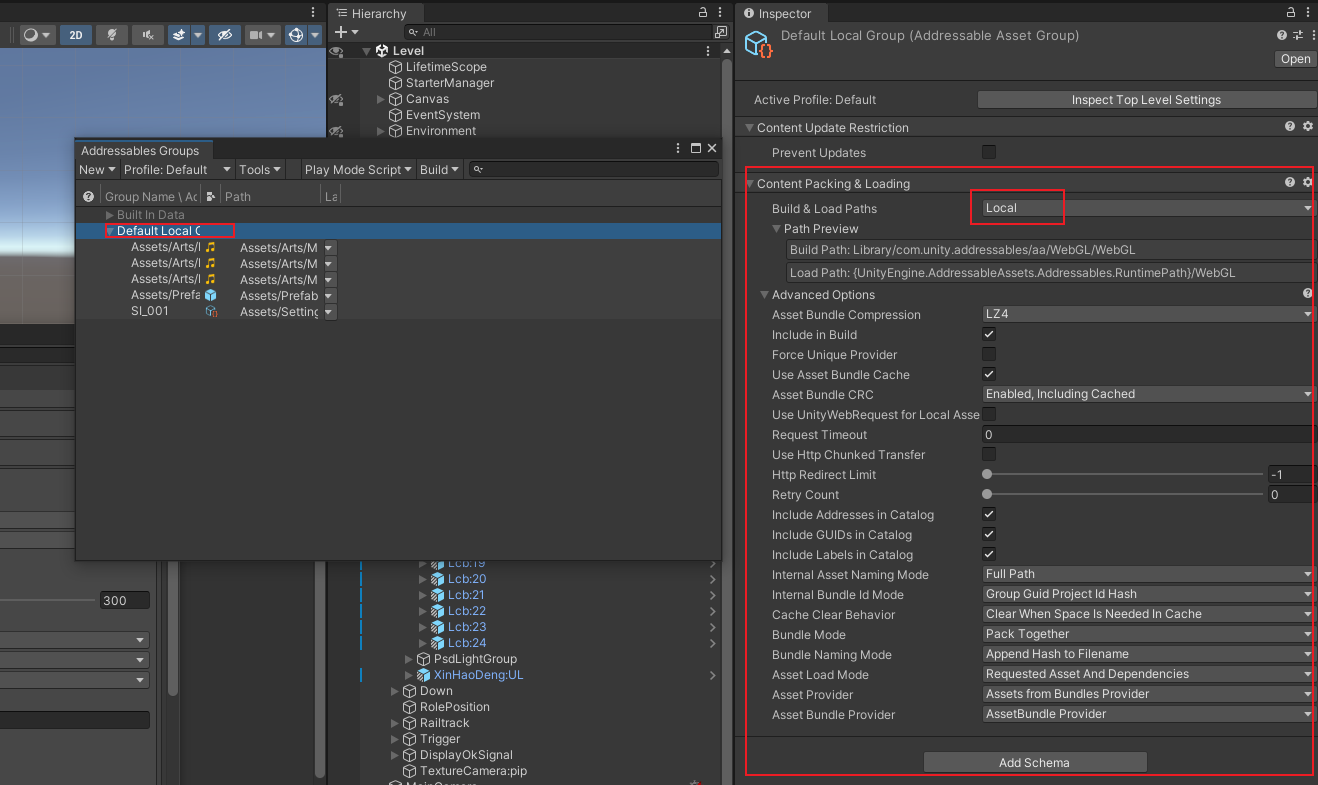 Hierarchy
Inspector
2D
All
Default Local Group (Addressable Asset Group)
Open
Level
LifetimeScope
StarterManager
Canvas
EventSystem
Environment
Active Profile: Default
Inspect Top Level Settings
Content Update Restriction
Prevent Updates
Addressables Groups
New
Profile: Default
Tools
Play Mode Script
Build
Group Name \ Ac
Path
La
Built In Data
Default Local G
Assets/Arts/M
Assets/Arts/M
Assets/Arts/M
Assets/Prefa
Assets/Prefab
SI_001
Assets/Setting
Content Packing & Loading
Build & Load Paths
Local
Path Preview
Build Path: Library/com.unity.addressables/aa/WebGL/WebGL
Load Path: {UnityEngine.AddressableAssets.Addressables.RuntimePath}/WebGL
Advanced Options
Asset Bundle Compression
LZ4
Include in Build
Force Unique Provider
Use Asset Bundle Cache
Asset Bundle CRC
Enabled, Including Cached
Use UnityWebRequest for Local Asse
Request Timeout
0
Use Http Chunked Transfer
Http Redirect Limit
-1
Retry Count
0
Include Addresses in Catalog
Include GUIDs in Catalog
Include Labels in Catalog
Internal Asset Naming Mode
Full Path
Internal Bundle Id Mode
Group Guid Project Id Hash
Cache Clear Behavior
Clear When Space Is Needed In Cache
Bundle Mode
Pack Together
Bundle Naming Mode
Append Hash to Filename
Asset Load Mode
Requested Asset And Dependencies
Asset Provider
Assets from Bundles Provider
Asset Bundle Provider
AssetBundle Provider
Add Schema
300
Lcb:19
Lcb:20
Lcb:21
Lcb:22
Lcb:23
Lcb:24
PsdLightGroup
XinHaoDeng:UL
Down
RolePosition
Railtrack
Trigger
DisplayOkSignal
TextureCamera:pip
MainCamera